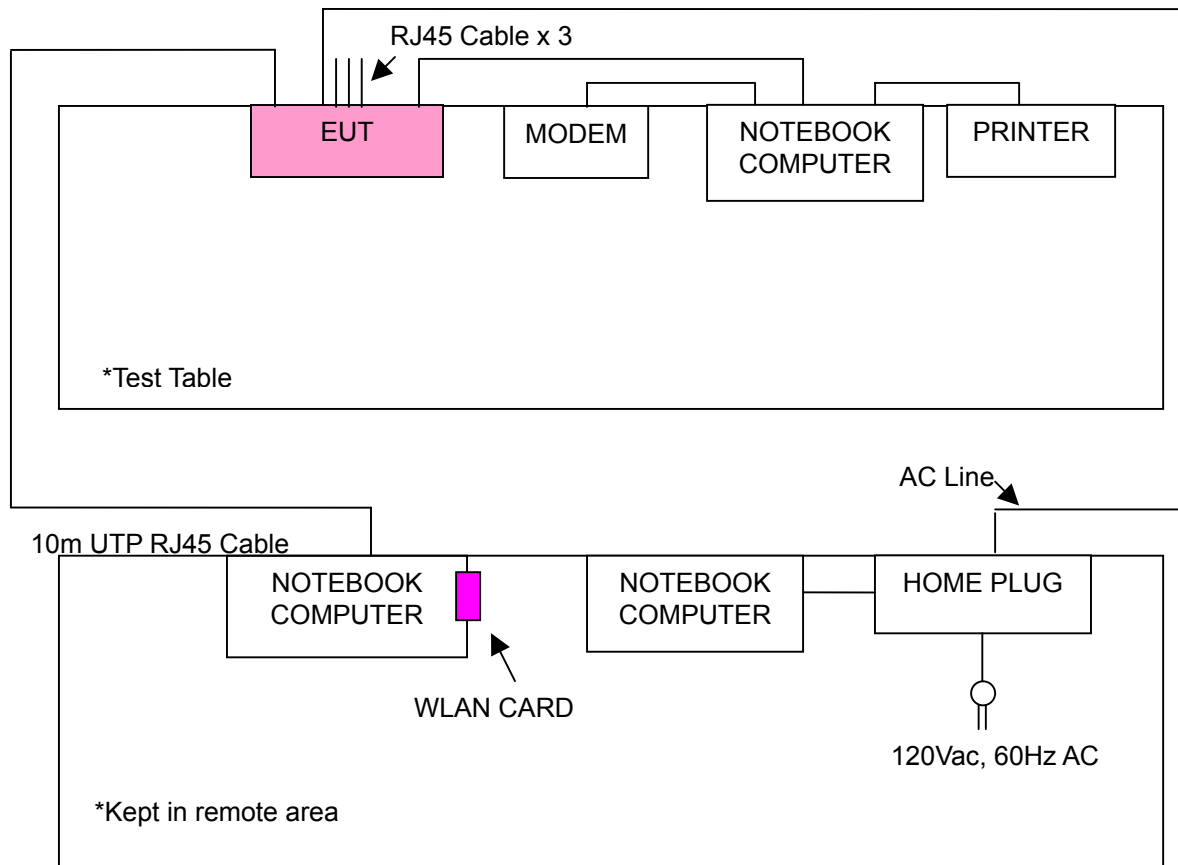 RJ45 Cable x 3
EUT
MODEM
NOTEBOOK
COMPUTER
PRINTER
*Test Table
AC Line
10m UTP RJ45 Cable
NOTEBOOK
COMPUTER
NOTEBOOK
COMPUTER
HOME PLUG
WLAN CARD
120Vac, 60Hz AC
*Kept in remote area